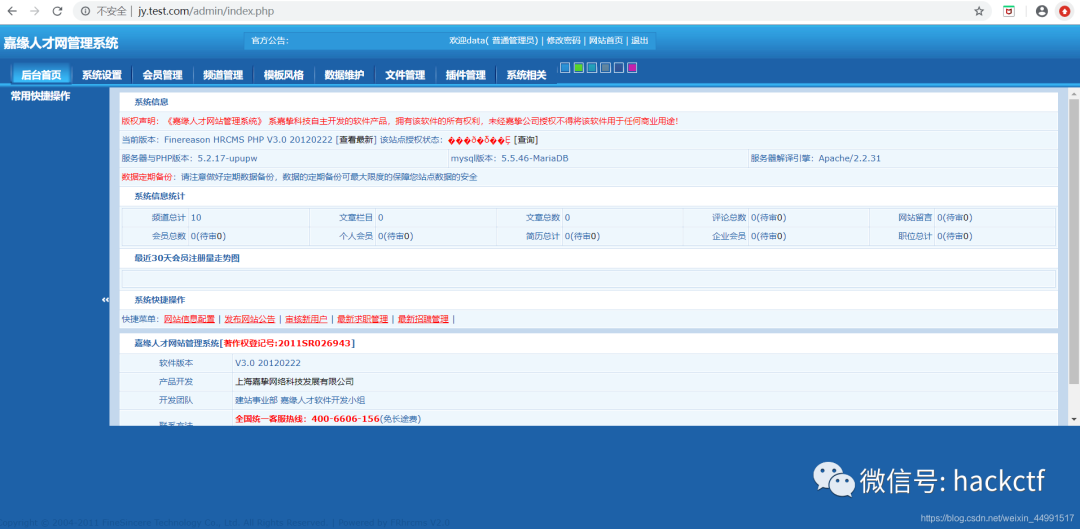 不安全 | jy.test.com/admin/index.php
嘉缘人才网管理系统
官方公告: 欢迎data( 普通管理员) | 修改密码 | 网站首页 | 退出
后台首页 系统设置 会员管理 频道管理 模板风格 数据维护 文件管理 插件管理 系统相关
常用快捷操作
系统信息
版权声明: 《嘉缘人才网站管理系统》 系嘉挚科技自主开发的软件产品，拥有该软件的所有权利，未经嘉挚公司授权不得将该软件用于任何商业用途!
当前版本: Finereason HRCMS PHP V3.0 20120222 [查看最新] 该站点授权状态: ���ð�δ��Ȩ [查询]
服务器与PHP版本: 5.2.17-upupw mysql版本: 5.5.46-MariaDB 服务器解译引擎: Apache/2.2.31
数据定期备份: 请注意做好定期数据备份，数据的定期备份可最大限度的保障您站点数据的安全
系统信息统计
频道总计 10 文章栏目 0 文章总数 0 评论总数 0(待审0) 网站留言 0(待审0)
会员总数 0(待审0) 个人会员 0(待审0) 简历总计 0(待审0) 企业会员 0(待审0) 职位总计 0(待审0)
最近30天会员注册量走势图
系统快捷操作
快捷菜单: 网站信息配置 | 发布网站公告 | 审核新用户 | 最新求职管理 | 最新招聘管理 |
嘉缘人才网站管理系统[著作权登记号:2011SR026943]
软件版本 V3.0 20120222
产品开发 上海嘉挚网络科技发展有限公司
开发团队 建站事业部 嘉缘人才软件开发小组
联系方法 全国统一客服热线: 400-6606-156(免长途费)
微信号: hackctf
https://blog.csdn.net/weixin_44991517